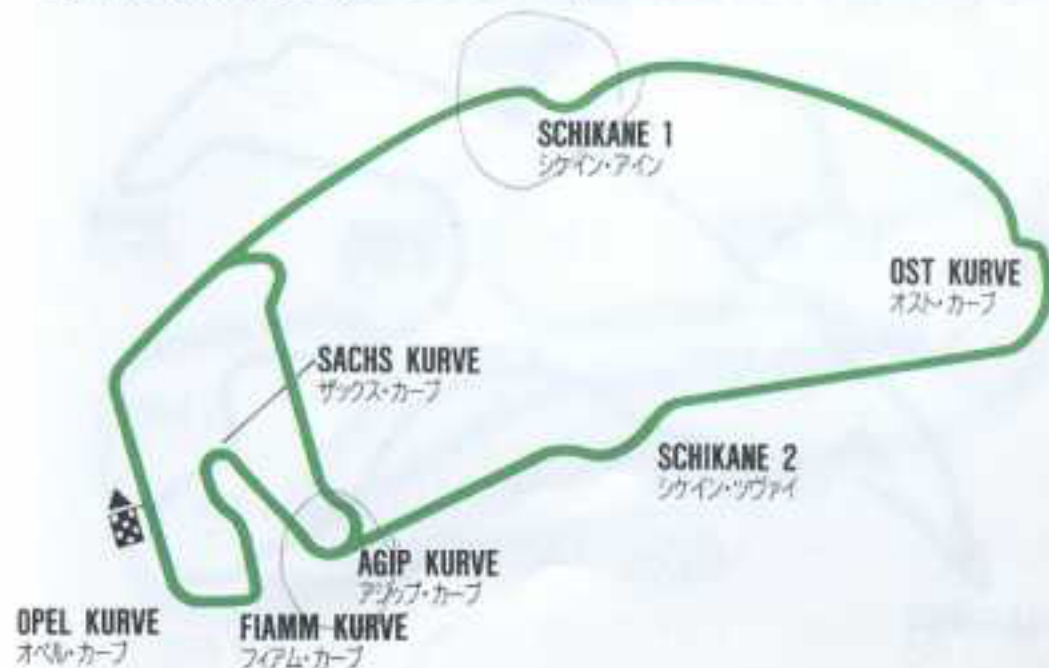 SCHIKANE 1
シケイン・アイン
OST KURVE
オスト・カーブ
SACHS KURVE
ザックス・カーブ
SCHIKANE 2
シケイン・ツヴァイ
AGIP KURVE
アジップ・カーブ
OPEL KURVE
オペル・カーブ
FIAMM KURVE
フィアム・カーブ